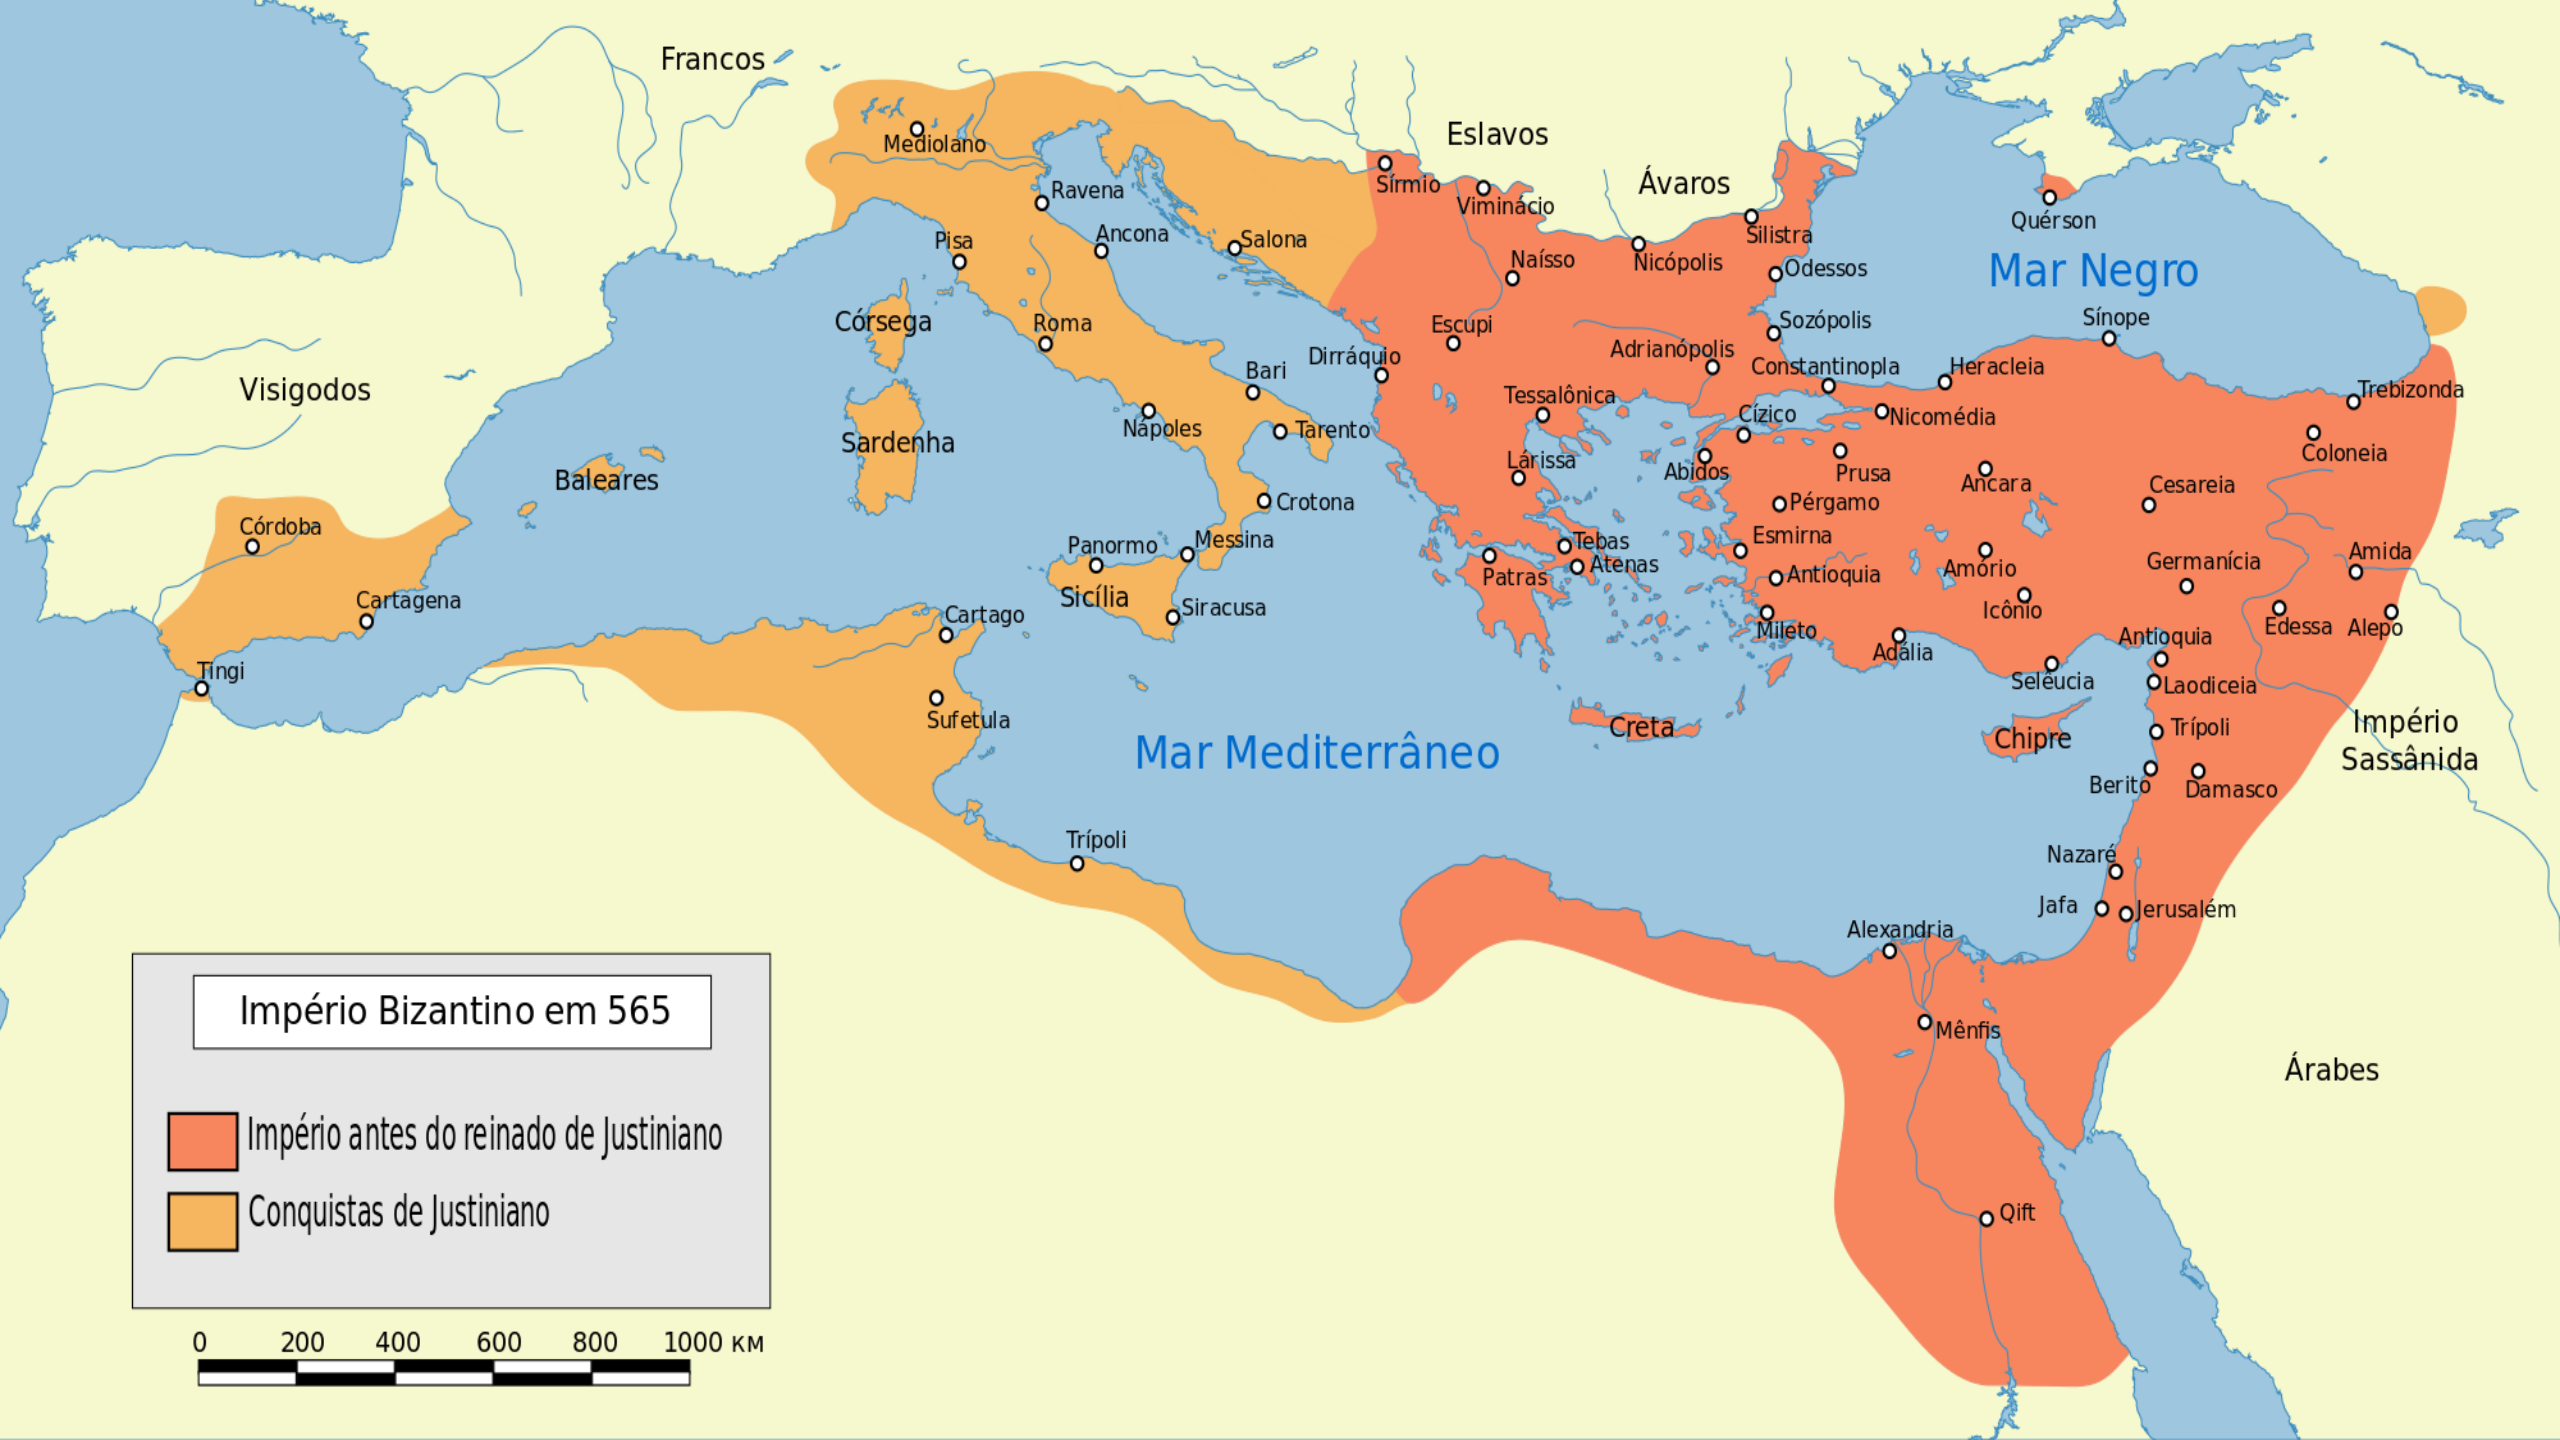 Francos
Eslavos
Ávaros
Mediolano
Sírmio
Viminácio
Ravena
Quérson
Pisa
Ancona
Salona
Silistra
Naísso
Nicópolis
Odessos
Mar Negro
Córsega
Roma
Escupi
Sozópolis
Sínope
Dirráquio
Adrianópolis
Constantinopla
Heracleia
Bari
Visigodos
Tessalônica
Cízico
Nicomédia
Trebizonda
Nápoles
Tarento
Sardenha
Coloneia
Baleares
Lárissa
Abidos
Prusa
Ancara
Cesareia
Crotona
Pérgamo
Córdoba
Panormo
Messina
Tebas
Esmirna
Amida
Atenas
Germanícia
Patras
Antioquia
Amório
Cartagena
Sicília
Siracusa
Icônio
Cartago
Mileto
Edessa
Alepo
Antioquia
Adália
Tingi
Selêucia
Laodiceia
Sufetula
Creta
Trípoli
Império
Sassânida
Chipre
Mar Mediterrâneo
Berito
Damasco
Trípoli
Nazaré
Jafa
Jerusalém
Alexandria
Mênfis
Árabes
Qift
Império Bizantino em 565
Império antes do reinado de Justiniano
Conquistas de Justiniano
0 200 400 600 800 1000 км